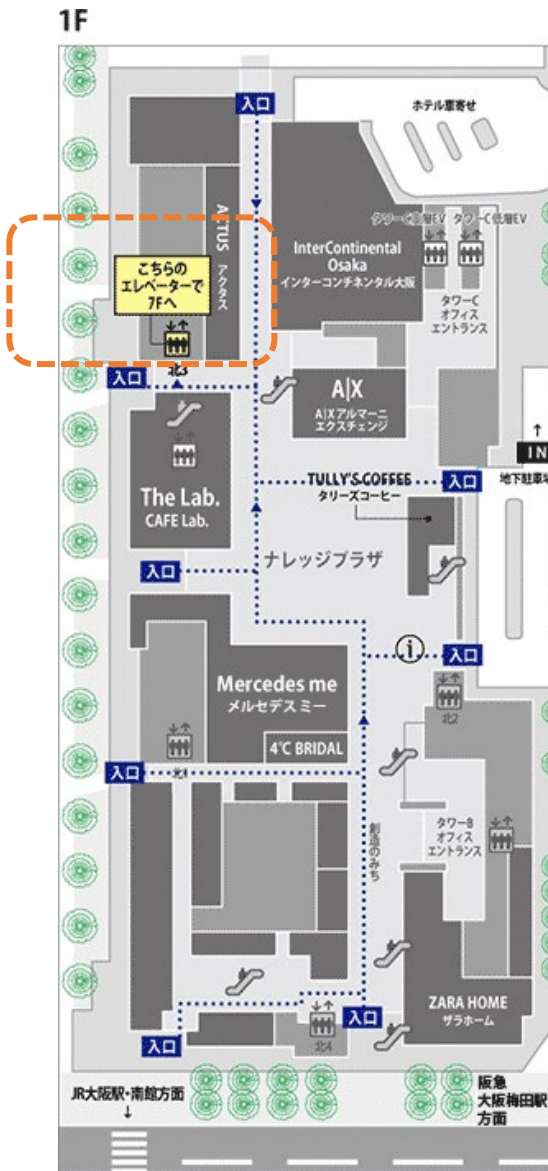 1F
入口
ホテル車寄せ
ACTUS アクタス
InterContinental
Osaka
インターコンチネンタル大阪
タワーC高層EV
タワーC低層EV
タワーC
オフィス
エントランス
こちらの
エレベーターで
7Fへ
北3
入口
A|X
A|Xアルマーニ
エクスチェンジ
IN
地下駐車場
TULLY'S COFFEE
タリーズコーヒー
入口
The Lab.
CAFE Lab.
ナレッジプラザ
入口
i
入口
Mercedes me
メルセデス ミー
北2
4℃ BRIDAL
入口
創造のみち
タワーB
オフィス
エントランス
ZARA HOME
ザラホーム
入口
北4
入口
JR大阪駅・南館方面
阪急
大阪梅田駅
方面